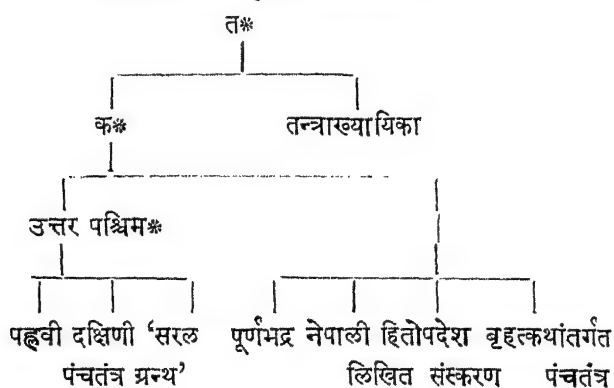 त*
क* तन्त्राख्यायिका
उत्तर पश्चिम*
पह्लवी दक्षिणी ‘सरल पूर्णभद्र नेपाली हितोपदेश बृहत्कथांतर्गत
पंचतंत्र ग्रन्थ’ लिखित संस्करण पंचतंत्र